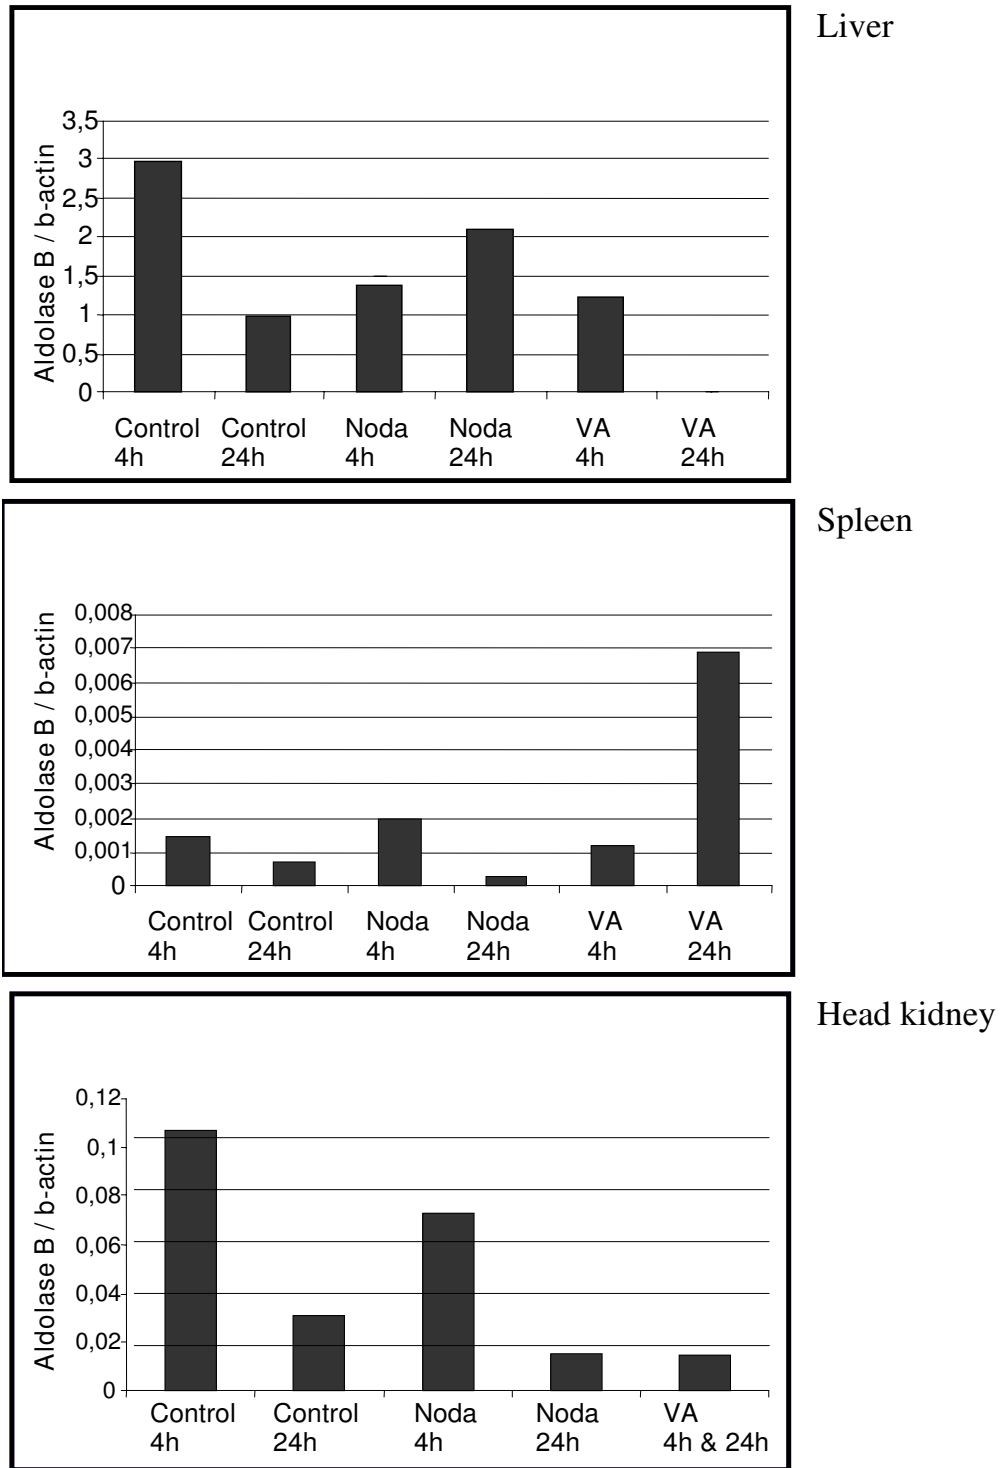 Liver
Aldolase B / b-actin
3,5
3
2,5
2
1,5
1
0,5
0
Control Control Noda Noda VA VA
4h 24h 4h 24h 4h 24h
Spleen
Aldolase B / b-actin
0,008
0,007
0,006
0,005
0,004
0,003
0,002
0,001
0
Control Control Noda Noda VA VA
4h 24h 4h 24h 4h 24h
Head kidney
Aldolase B / b-actin
0,12
0,1
0,08
0,06
0,04
0,02
0
Control Control Noda Noda VA
4h 24h 4h 24h 4h & 24h